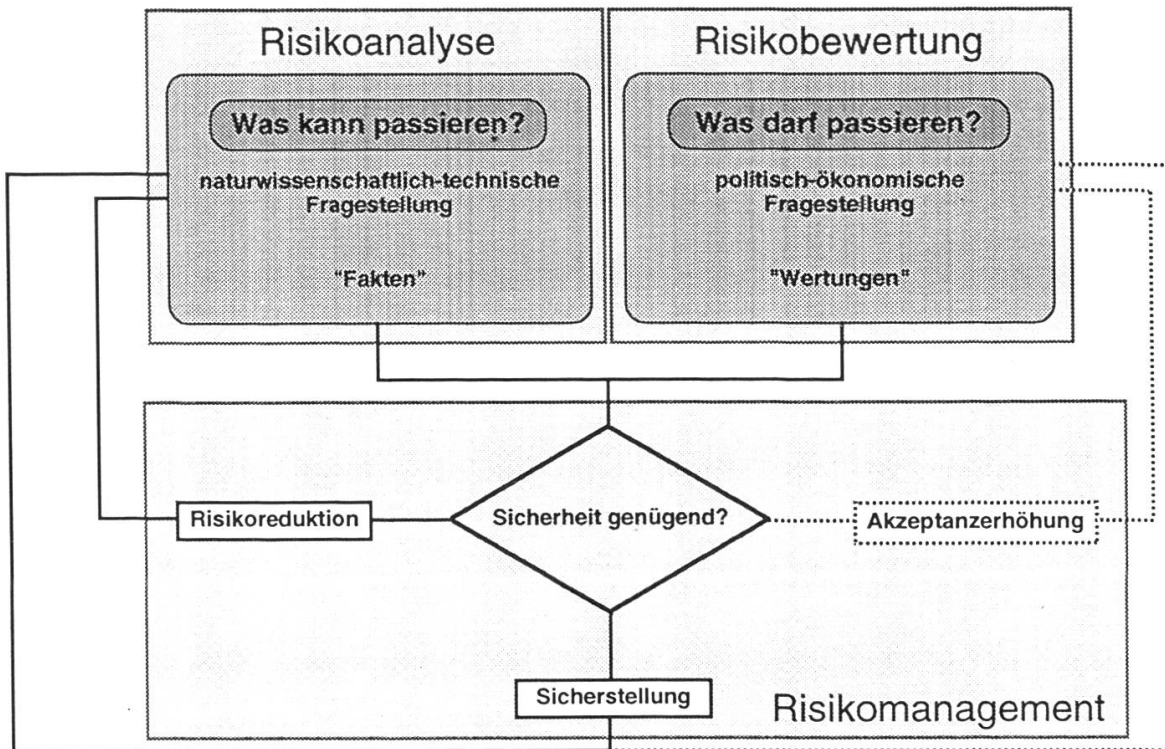 Risikoanalyse
Was kann passieren?
naturwissenschaftlich-technische
Fragestellung
"Fakten"
Risikobewertung
Was darf passieren?
politisch-ökonomische
Fragestellung
"Wertungen"
Risikoreduktion
Sicherheit genügend?
Akzeptanzerhöhung
Sicherstellung
Risikomanagement